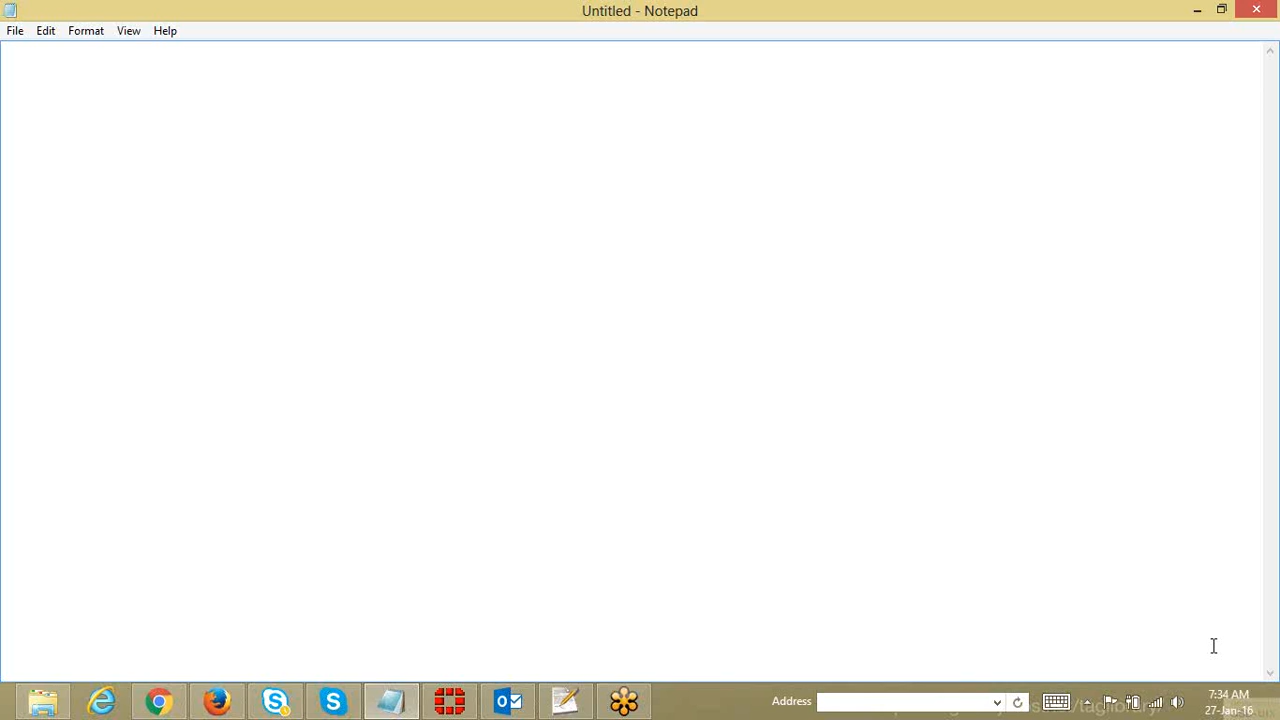 Untitled - Notepad
File Edit Format View Help
Address
7:34 AM
27-Jan-16